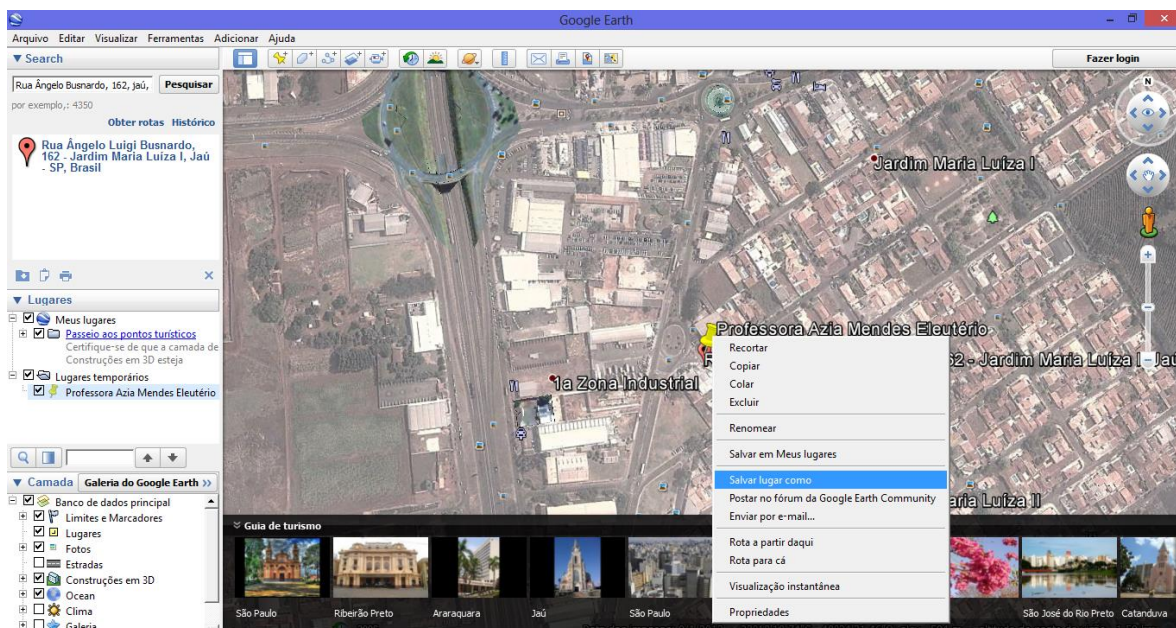 Google Earth
Arquivo Editar Visualizar Ferramentas Adicionar Ajuda
Search
Rua Ângelo Busnardo, 162, jaú,
Pesquisar
por exemplo,: 4350
Obter rotas Histórico
Rua Ângelo Luigi Busnardo,
162 - Jardim Maria Luíza I, Jaú
- SP, Brasil
Lugares
Meus lugares
Passeio aos pontos turísticos
Certifique-se de que a camada de
Construções em 3D esteja
Lugares temporários
Professora Azia Mendes Eleutério
Camada
Galeria do Google Earth >>
Banco de dados principal
Limites e Marcadores
Lugares
Fotos
Estradas
Construções em 3D
Ocean
Clima
Galeria
Fazer login
N
Jardim Maria Luíza I
Professora Azia Mendes Eleutério
R
62 - Jardim Maria Luíza I
Jaú
1a Zona Industrial
aria Luíza II
Recortar
Copiar
Colar
Excluir
Renomear
Salvar em Meus lugares
Salvar lugar como
Postar no fórum da Google Earth Community
Enviar por e-mail...
Rota a partir daqui
Rota para cá
Visualização instantânea
Propriedades
Guia de turismo
São Paulo
Ribeirão Preto
Araraquara
Jaú
São Paulo
São José do Rio Preto
Catanduva